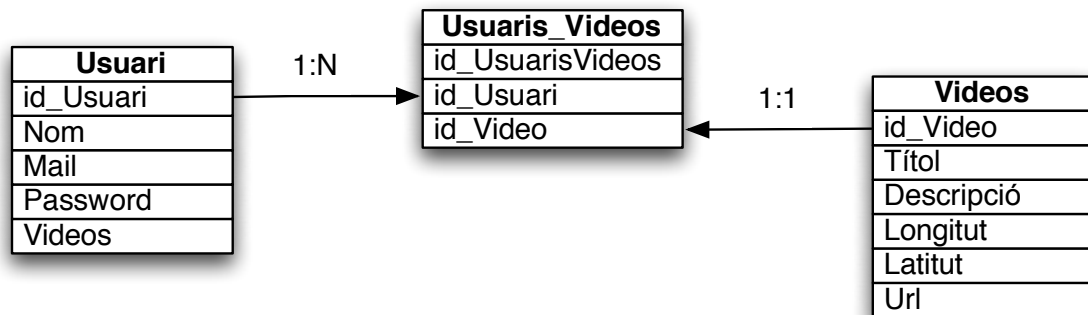 Usuari
id_Usuari
Nom
Mail
Password
Videos
1:N
Usuaris_Videos
id_UsuarisVideos
id_Usuari
id_Video
1:1
Videos
id_Video
Títol
Descripció
Longitut
Latitut
Url